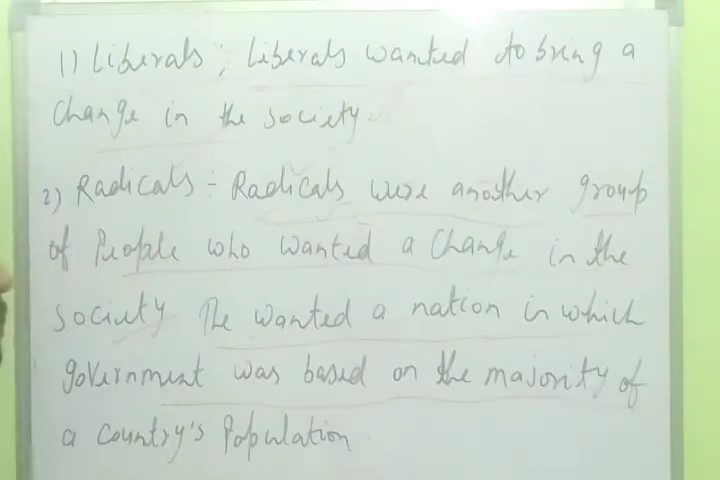 1) Liberals : Liberals wanted to bring a
change in the society.
2) Radicals :- Radicals were another group
of people who wanted a change in the
society The wanted a nation in which
government was based on the majority of
a country's Population.